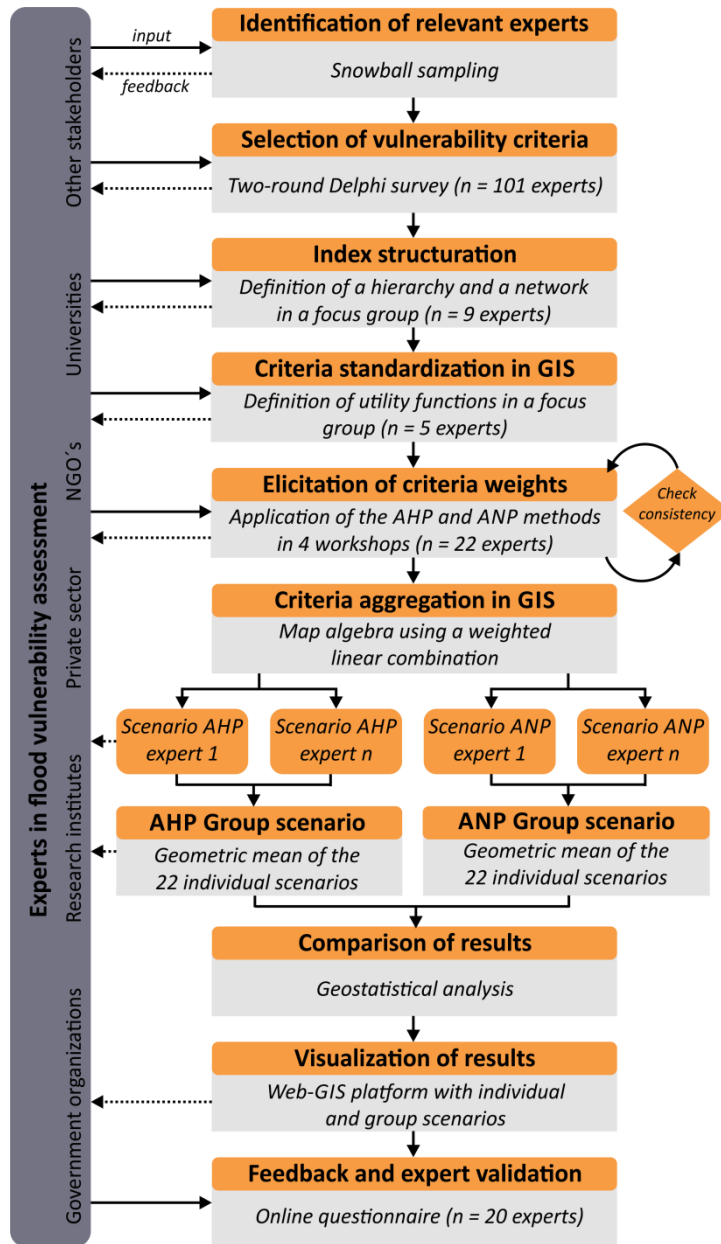 Identification of relevant experts
input
Snowball sampling
feedback
Selection of vulnerability criteria
Two-round Delphi survey (n = 101 experts)
Index structuration
Definition of a hierarchy and a network
in a focus group (n = 9 experts)
Criteria standardization in GIS
Definition of utility functions in a focus
group (n = 5 experts)
Elicitation of criteria weights
Application of the AHP and ANP methods
in 4 workshops (n = 22 experts)
Check
consistency
Criteria aggregation in GIS
Map algebra using a weighted
linear combination
Scenario AHP
expert 1
Scenario AHP
expert n
Scenario ANP
expert 1
Scenario ANP
expert n
AHP Group scenario
Geometric mean of the
22 individual scenarios
ANP Group scenario
Geometric mean of the
22 individual scenarios
Comparison of results
Geostatistical analysis
Visualization of results
Web-GIS platform with individual
and group scenarios
Feedback and expert validation
Online questionnaire (n = 20 experts)
Experts in flood vulnerability assessment
Government organizations
Research institutes
Private sector
NGO´s
Universities
Other stakeholders